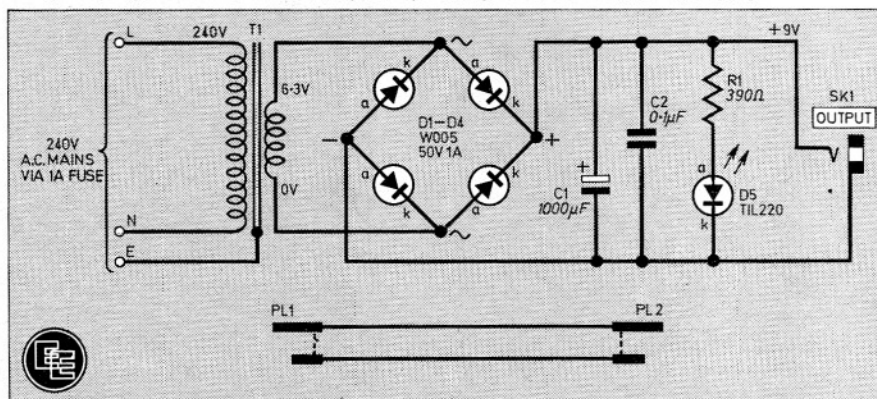 L
240V
T1
6·3V
0V
240V
A.C. MAINS
VIA 1A FUSE
N
E
~
k
a
k
a
D1–D4
W005
50V 1A
–
+
a
k
a
k
~
+
C1
1000µF
C2
0·1µF
R1
390Ω
a
D5
TIL220
k
+9V
SK1
OUTPUT
PL1
PL2
EE